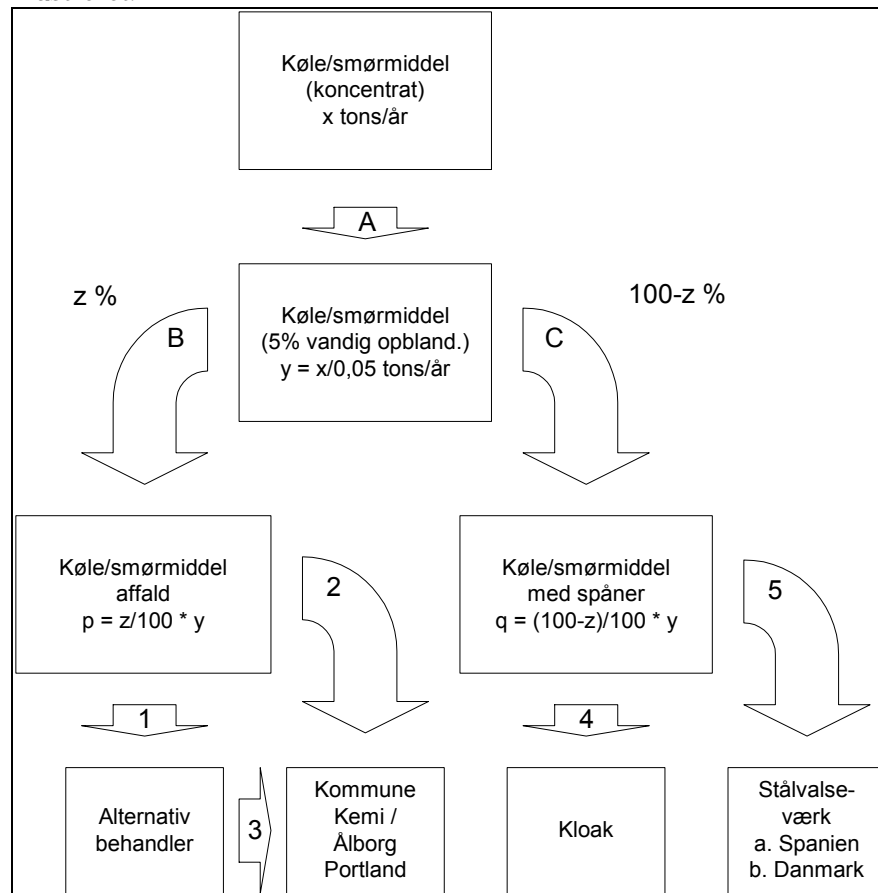 Køle/smørmiddel
(koncentrat)
x tons/år
A
z %
100-z %
B
Køle/smørmiddel
(5% vandig opbland.)
y = x/0,05 tons/år
C
Køle/smørmiddel
affald
p = z/100 * y
2
Køle/smørmiddel
med spåner
q = (100-z)/100 * y
5
1
4
Alternativ
behandler
3
Kommune
Kemi /
Ålborg
Portland
Kloak
Stålvalse-
værk
a. Spanien
b. Danmark